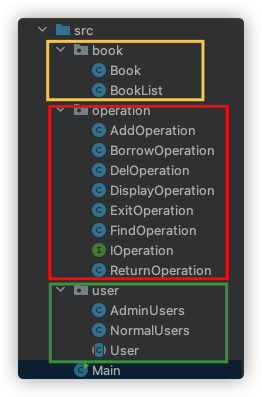 src
book
Book
BookList
operation
AddOperation
BorrowOperation
DelOperation
DisplayOperation
ExitOperation
FindOperation
IOperation
ReturnOperation
user
AdminUsers
NormalUsers
User
Main